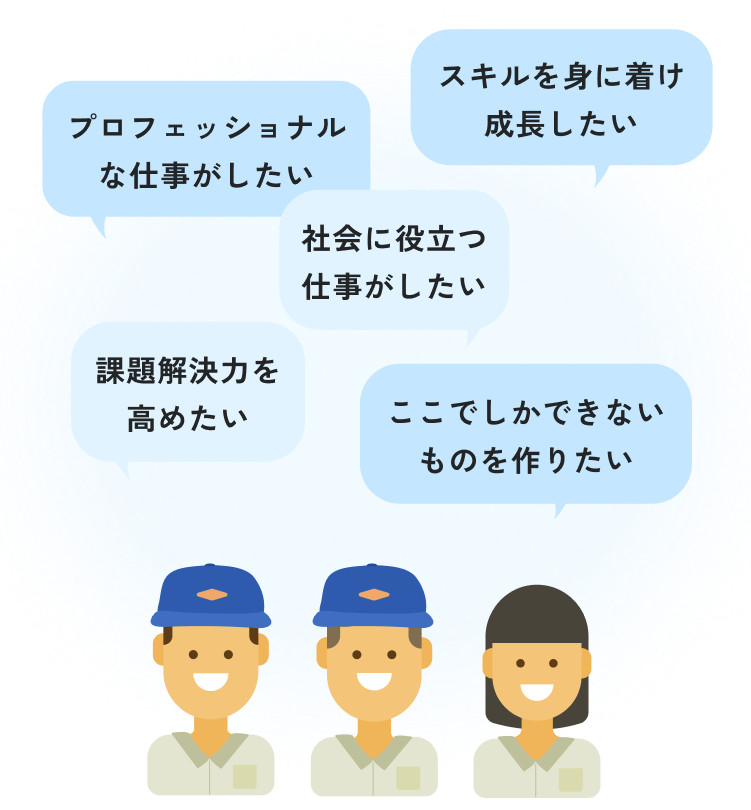 プロフェッショナル
な仕事がしたい
スキルを身に着け
成長したい
社会に役立つ
仕事がしたい
課題解決力を
高めたい
ここでしかできない
ものを作りたい